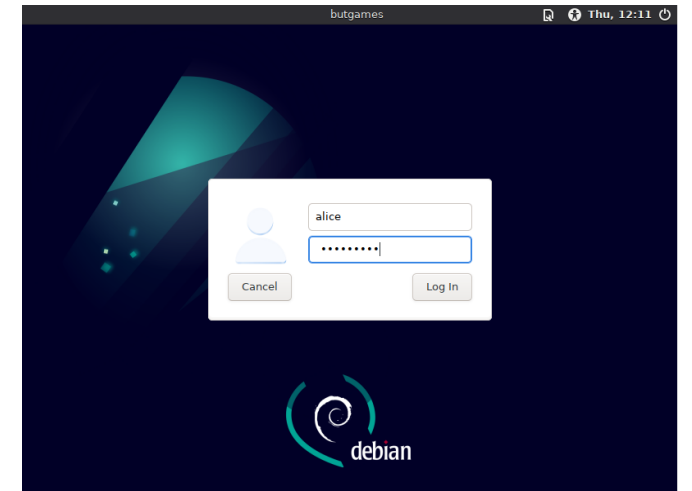 butgames
Thu, 12:11
alice
•••••••••
Cancel
Log In
debian